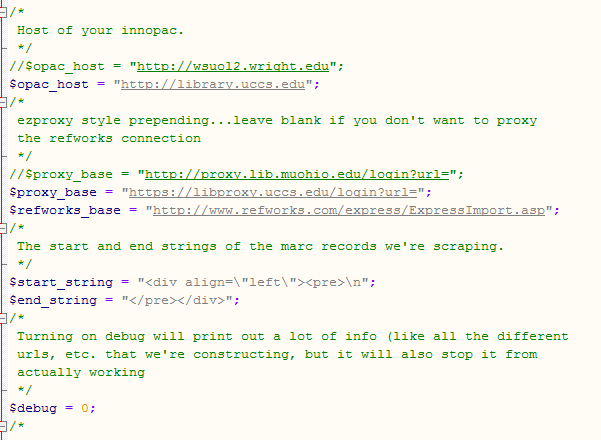 /*
Host of your innopac.
*/
//$opac_host = "http://wsuol2.wright.edu";
$opac_host = "http://library.uccs.edu";
/*
ezproxy style prepending...leave blank if you don't want to proxy
the refworks connection
*/
//$proxy_base = "http://proxy.lib.muohio.edu/login?url=";
$proxy_base = "https://libproxy.uccs.edu/login?url=";
$refworks_base = "http://www.refworks.com/express/ExpressImport.asp";
/*
The start and end strings of the marc records we're scraping.
*/
$start_string = "<div align=\"left\"><pre>\n";
$end_string = "</pre></div>";
/*
Turning on debug will print out a lot of info (like all the different
urls, etc. that we're constructing, but it will also stop it from
actually working
*/
$debug = 0;
/*